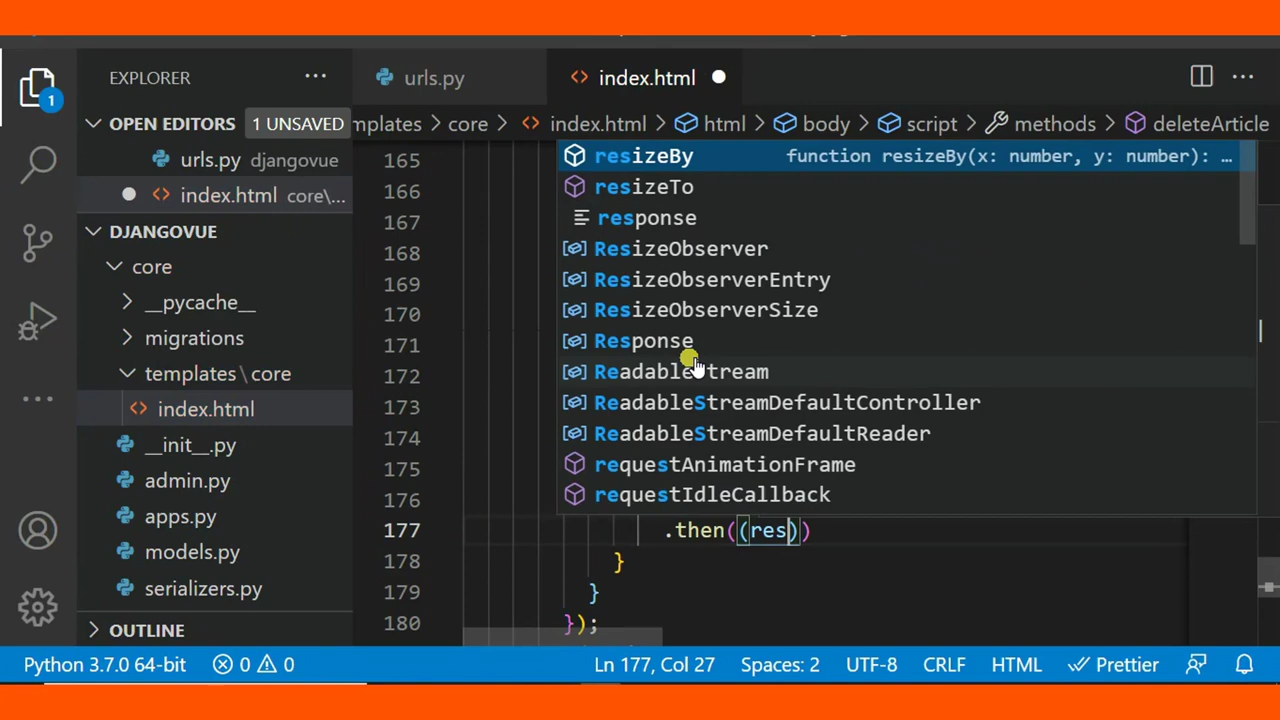 EXPLORER
OPEN EDITORS
1 UNSAVED
urls.py djangovue
index.html core\...
DJANGOVUE
core
__pycache__
migrations
templates\core
index.html
__init__.py
admin.py
apps.py
models.py
serializers.py
OUTLINE
urls.py
index.html
mplates > core > index.html > html > body > script > methods > deleteArticle
165
166
167
168
169
170
171
172
173
174
175
176
177
178
179
180
resizeBy function resizeBy(x: number, y: number): …
resizeTo
response
ResizeObserver
ResizeObserverEntry
ResizeObserverSize
Response
ReadableStream
ReadableStreamDefaultController
ReadableStreamDefaultReader
requestAnimationFrame
requestIdleCallback
.then((res))
}
}
});
1
Python 3.7.0 64-bit 0 0 Ln 177, Col 27 Spaces: 2 UTF-8 CRLF HTML Prettier